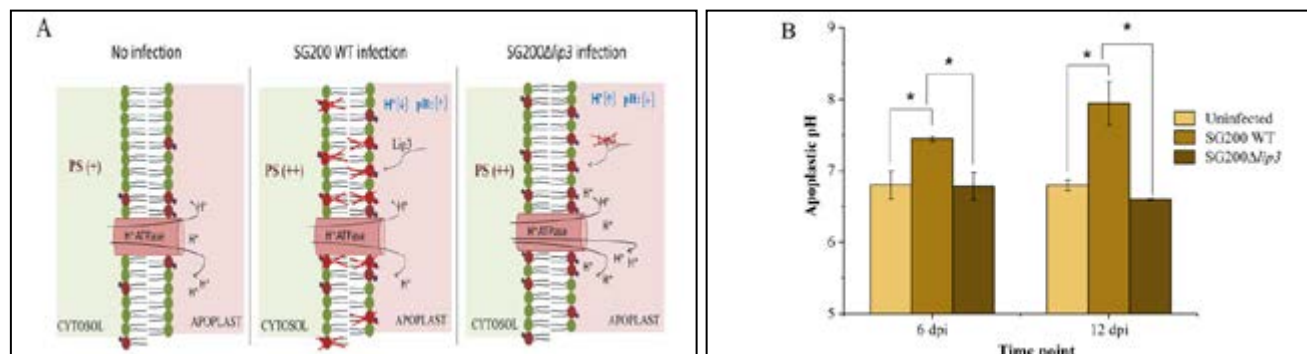 A
No infection
SG200 WT infection
SG200Δlip3 infection
H⁺[↓] pH:[↑]
H⁺[↑] pH:[↓]
Lip3
PS (+)
PS (++)
PS (++)
H⁺
H⁺ATPase
H⁺
H⁺
H⁺
H⁺ATPase
H⁺
H⁺
H⁺
H⁺
H⁺ATPase
H⁺
H⁺
H⁺
H⁺
H⁺
CYTOSOL
APOPLAST
CYTOSOL
APOPLAST
CYTOSOL
APOPLAST
B
9
8
7
6
5
Apoplastic pH
*
*
*
*
Uninfected
SG200 WT
SG200Δlip3
6 dpi
12 dpi
Time point